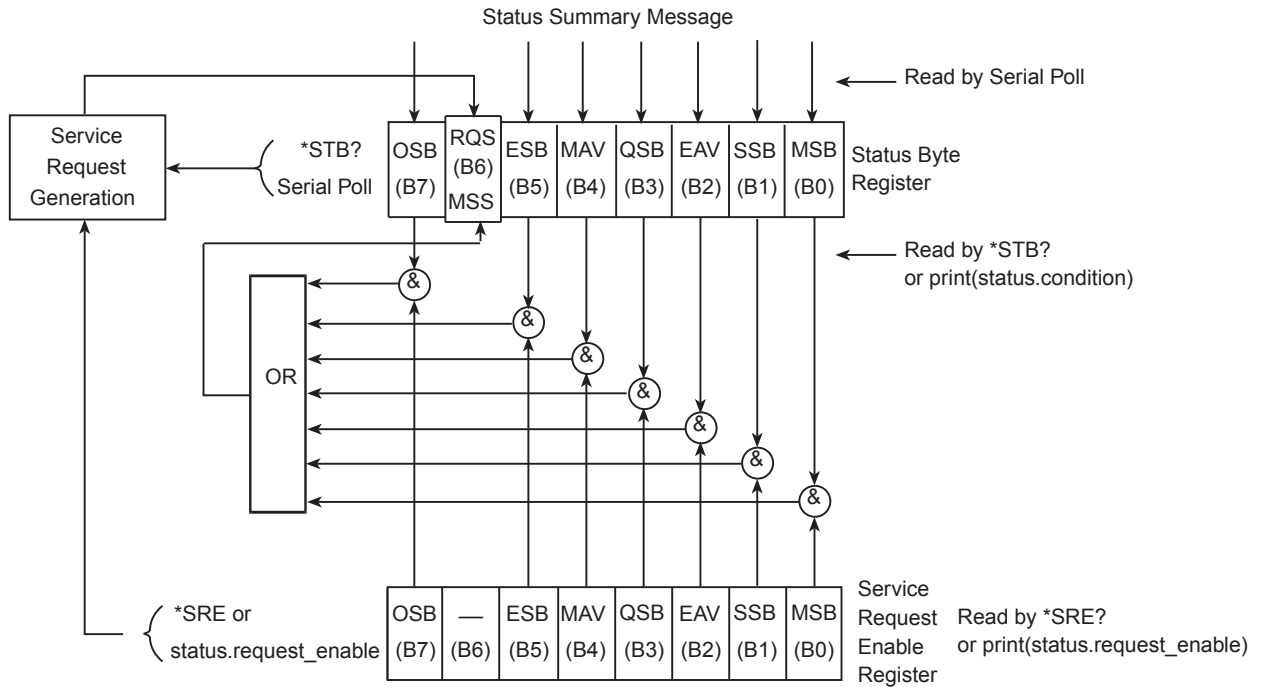 Status Summary Message
Read by Serial Poll
Service
Request
Generation
*STB?
Serial Poll
OSB
(B7)
RQS
(B6)
MSS
ESB
(B5)
MAV
(B4)
QSB
(B3)
EAV
(B2)
SSB
(B1)
MSB
(B0)
Status Byte
Register
Read by *STB?
or print(status.condition)
&
&
&
&
&
&
&
OR
*SRE or
status.request_enable
OSB
(B7)
—
(B6)
ESB
(B5)
MAV
(B4)
QSB
(B3)
EAV
(B2)
SSB
(B1)
MSB
(B0)
Service
Request
Enable
Register
Read by *SRE?
or print(status.request_enable)